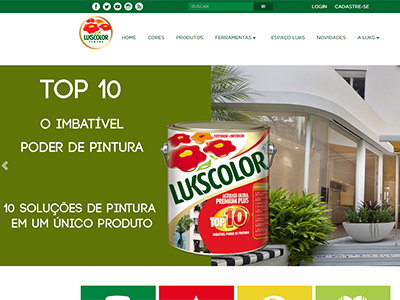 BUSCAR
LOGIN CADASTRE-SE
LUKSCOLOR
TINTAS
HOME CORES PRODUTOS FERRAMENTAS ESPAÇO LUKS NOVIDADES A LUKS
TOP 10
O IMBATÍVEL
PODER DE PINTURA
10 SOLUÇÕES DE PINTURA
EM UM ÚNICO PRODUTO
EXTERIOR • INTERIOR
LUKSCOLOR
ACRÍLICO ULTRA
PREMIUM PLUS
TOP 10
IMBATÍVEL PODER DE PINTURA